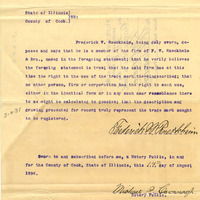 State of Illinois)
                  )SS:
County of Cook.   )
Frederick W. Rueckheim, being duly sworn, de-
poses and says that he is a member of the firm of F. W. Rueckheim
& Bro., named in the foregoing statement; that he verily believes
the foregoing statement is true; that the said firm has at this
time the right to the use of the trade mark therein described; that
no other person, firm or corporation has the right to such use,
either in the identical form or in any such near resemblance there-
to as might be calculated to deceive; that the description and
drawing presented for record truly represent the trade mark sought
to be registered.
Frederick W Rueckheim
Sworn to and subscribed before me, a Notary Public, in and
for the County of Cook, State of Illinois, this day of August
1896.
Cavanagh
Notary Public.